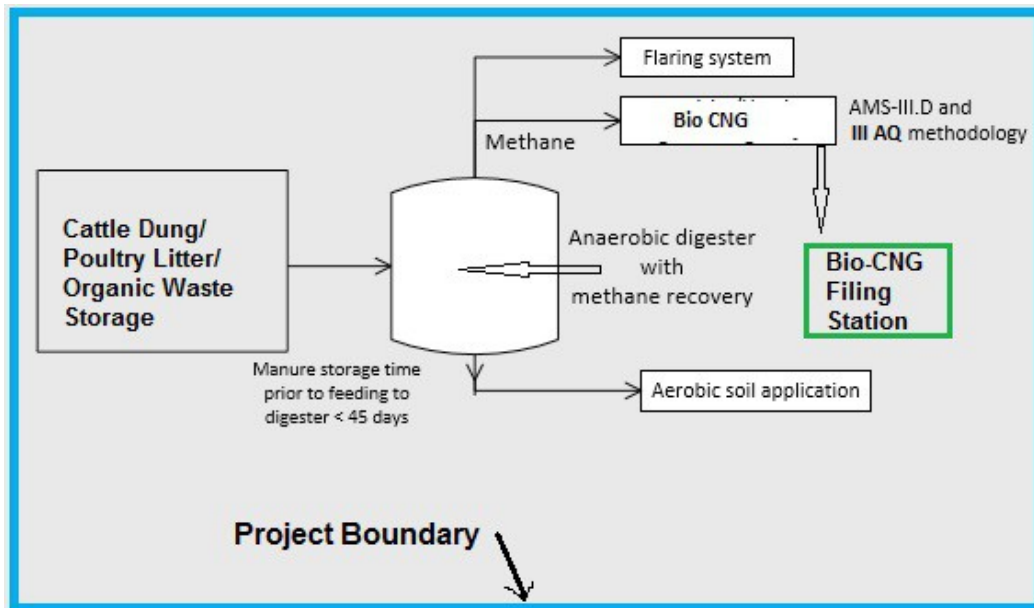 Flaring system
Bio CNG
AMS-III.D and
III AQ methodology
Methane
Cattle Dung/
Poultry Litter/
Organic Waste
Storage
Anaerobic digester
with
methane recovery
Bio-CNG
Filing
Station
Manure storage time
prior to feeding to
digester < 45 days
Aerobic soil application
Project Boundary